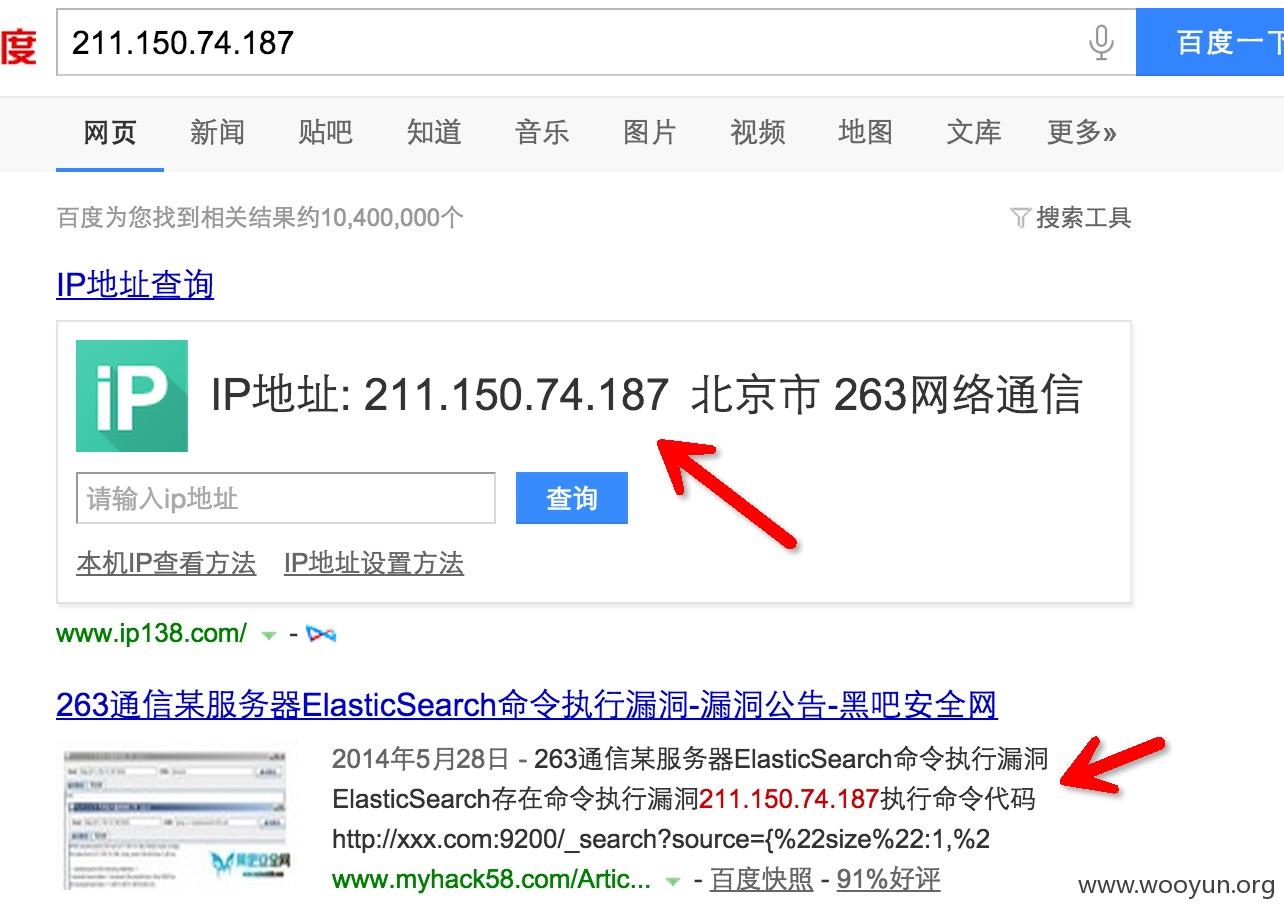 度
211.150.74.187
百度一下
网页 新闻 贴吧 知道 音乐 图片 视频 地图 文库 更多»
百度为您找到相关结果约10,400,000个
搜索工具
IP地址查询
iP
IP地址: 211.150.74.187 北京市 263网络通信
请输入ip地址
查询
本机IP查看方法 IP地址设置方法
www.ip138.com/ -
263通信某服务器ElasticSearch命令执行漏洞-漏洞公告-黑吧安全网
2014年5月28日 - 263通信某服务器ElasticSearch命令执行漏洞
ElasticSearch存在命令执行漏洞211.150.74.187执行命令代码
http://xxx.com:9200/_search?source={%22size%22:1,%2
黑吧安全网
www.myhack58.com/Artic... - 百度快照 - 91%好评
www.wooyun.org